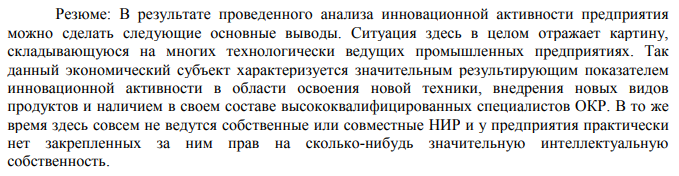 Резюме: В результате проведенного анализа инновационной активности предприятия
можно сделать следующие основные выводы. Ситуация здесь в целом отражает картину,
складывающуюся на многих технологически ведущих промышленных предприятиях. Так
данный экономический субъект характеризуется значительным результирующим показателем
инновационной активности в области освоения новой техники, внедрения новых видов
продуктов и наличием в своем составе высококвалифицированных специалистов ОКР. В то же
время здесь совсем не ведутся собственные или совместные НИР и у предприятия практически
нет закрепленных за ним прав на сколько-нибудь значительную интеллектуальную
собственность.